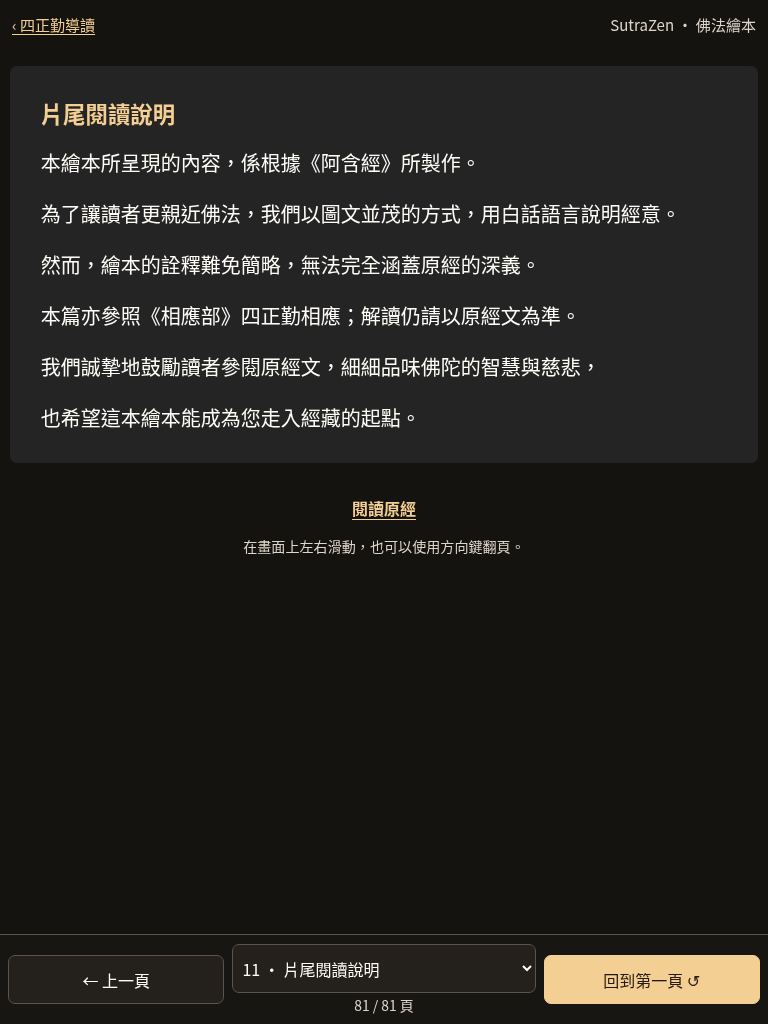 ‹ 四正勤導讀
SutraZen · 佛法繪本
片尾閱讀說明
本繪本所呈現的內容，係根據《阿含經》所製作。
為了讓讀者更親近佛法，我們以圖文並茂的方式，用白話語言說明經意。
然而，繪本的詮釋難免簡略，無法完全涵蓋原經的深義。
本篇亦參照《相應部》四正勤相應；解讀仍請以原經文為準。
我們誠摯地鼓勵讀者參閱原經文，細細品味佛陀的智慧與慈悲，
也希望這本繪本能成為您走入經藏的起點。
閱讀原經
在畫面上左右滑動，也可以使用方向鍵翻頁。
← 上一頁
11 · 片尾閱讀說明
81 / 81 頁
回到第一頁 ↺